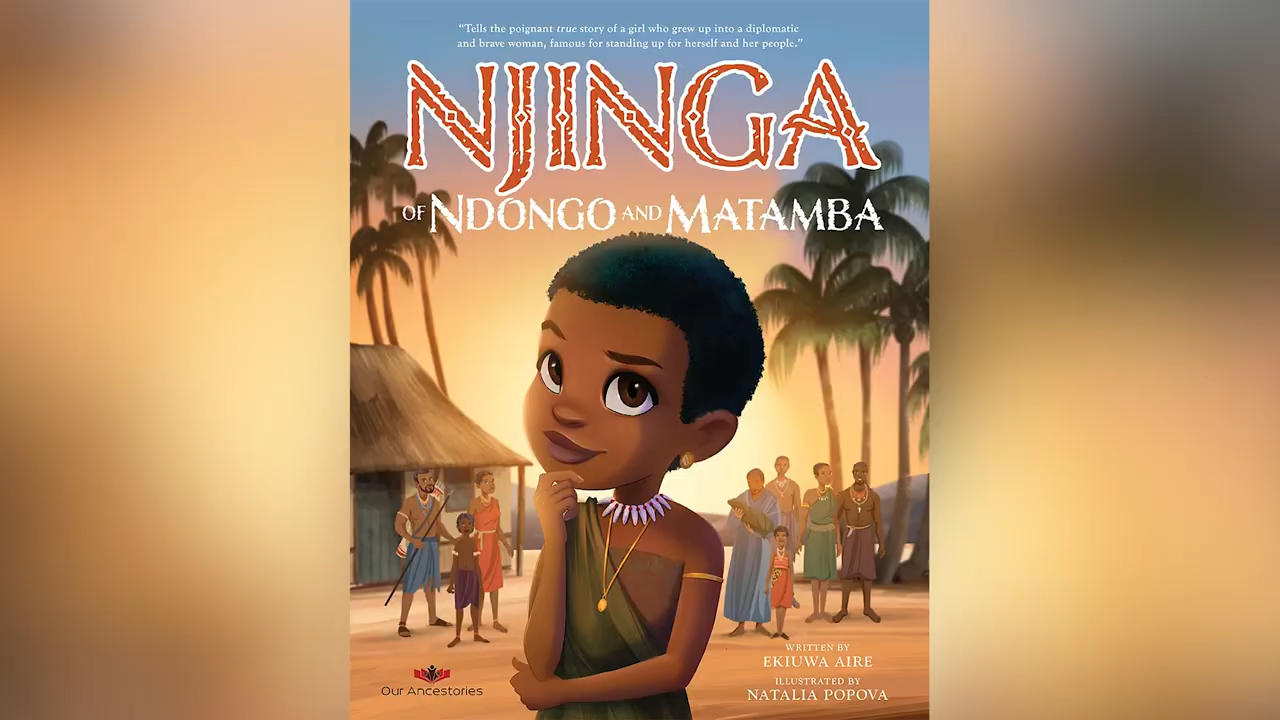 “Tells the poignant true story of a girl who grew up into a diplomatic
and brave woman, famous for standing up for herself and her people.”
NJINGA
OF NDONGO AND MATAMBA
WRITTEN BY
EKIUWA AIRE
ILLUSTRATED BY
NATALIA POPOVA
Our Ancestories